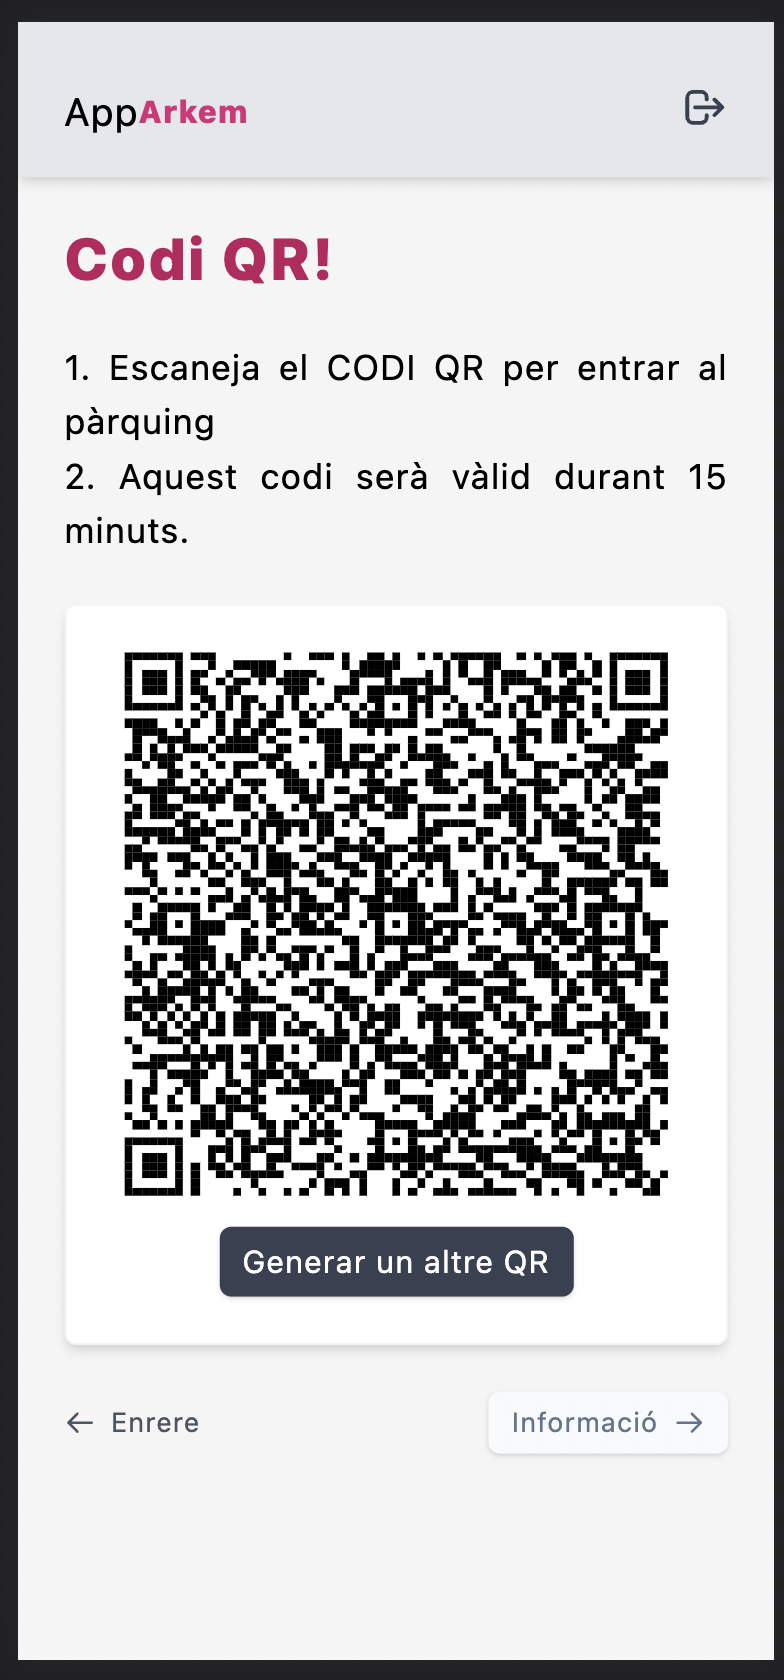 AppArkem
Codi QR!
1. Escaneja el CODI QR per entrar al
pàrquing
2. Aquest codi serà vàlid durant 15
minuts.
Generar un altre QR
← Enrere
Informació →